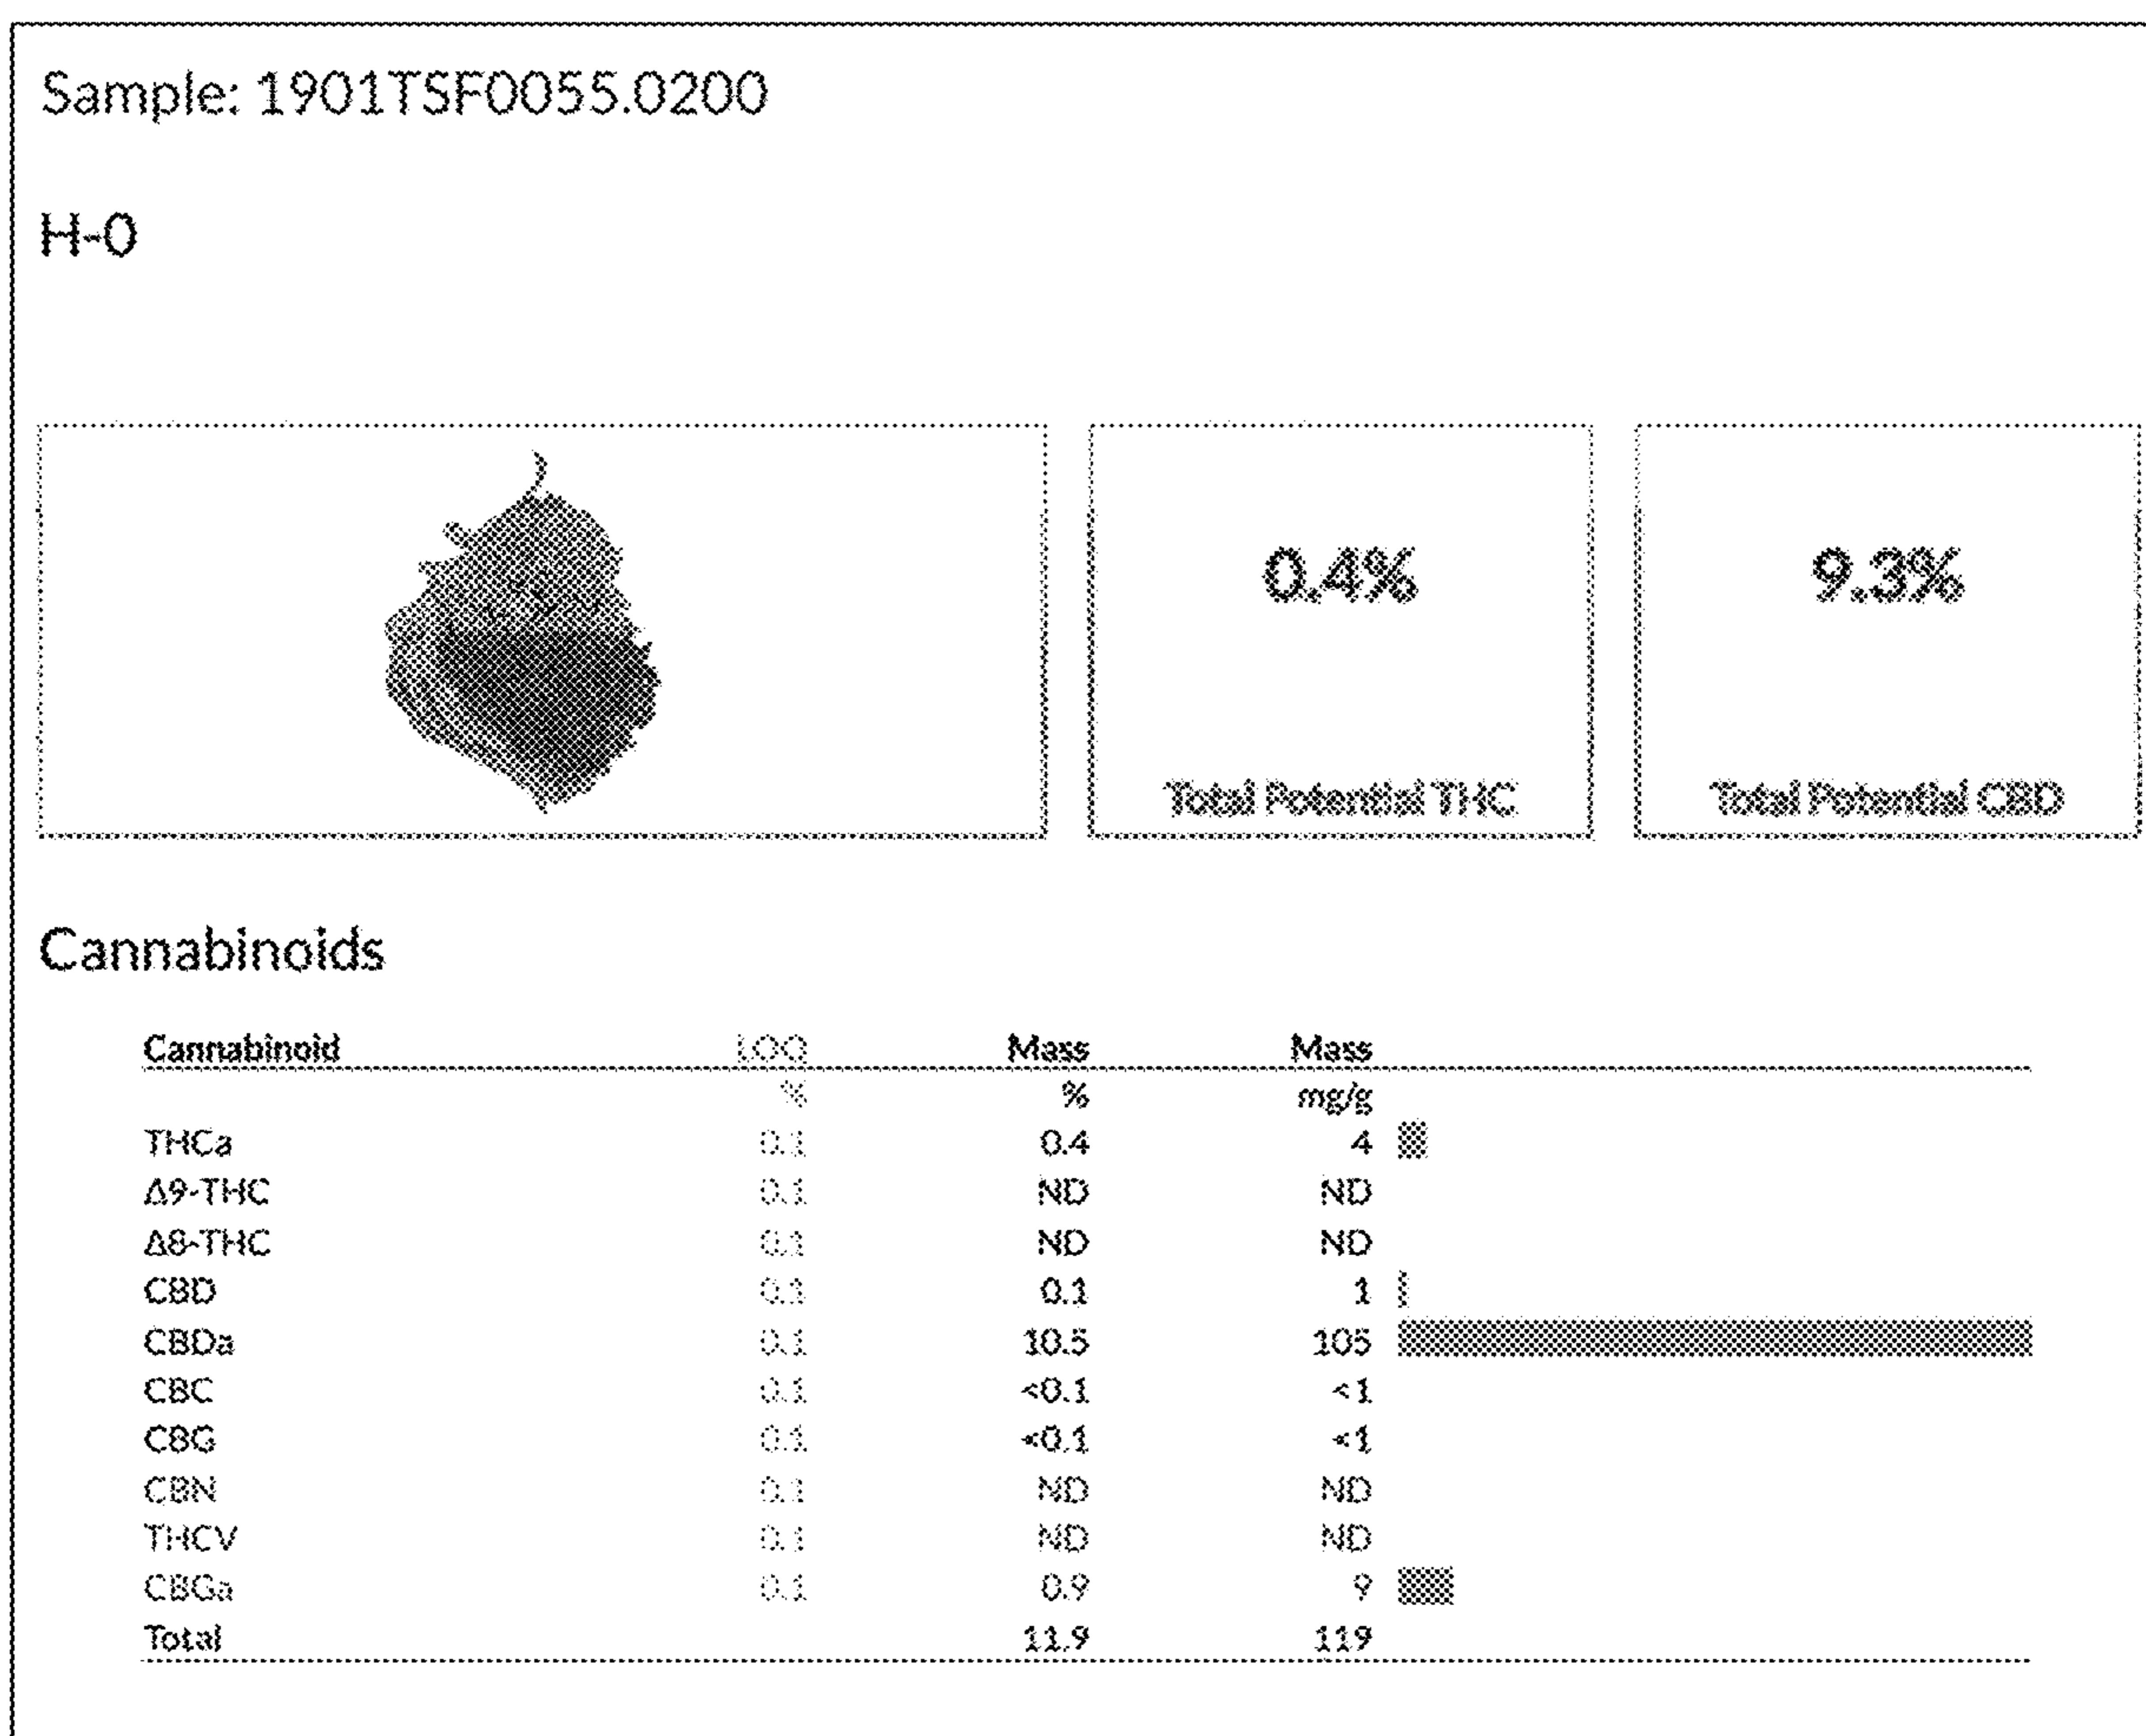 Sample: 1901TSF0055.0200
H-0
0.4%
9.3%
Total Potential THC
Total Potential CBD
Cannabinoids
Cannabinoid LOQ Mass Mass
% % mg/g
THCa 0.1 0.4 4
Δ9-THC 0.1 ND ND
Δ8-THC 0.1 ND ND
CBD 0.1 0.1 1
CBDa 0.1 10.5 105
CBC 0.1 <0.1 <1
CBG 0.1 <0.1 <1
CBN 0.1 ND ND
THCV 0.1 ND ND
CBGa 0.1 0.9 9
Total 11.9 119